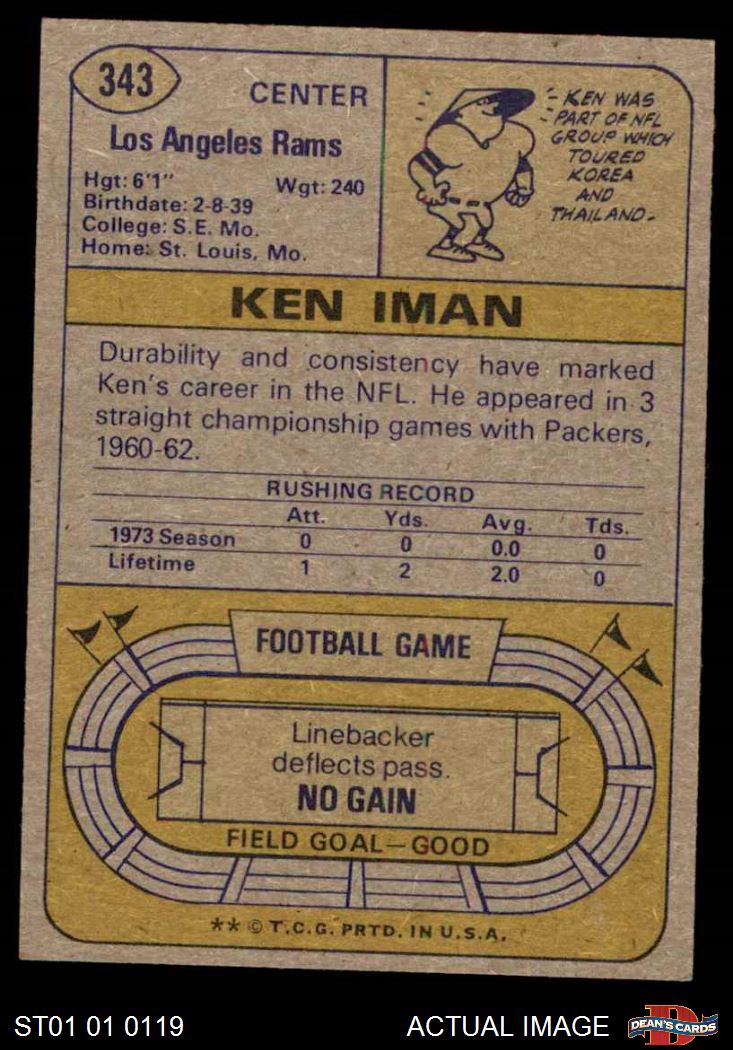 343
CENTER
Los Angeles Rams
Hgt: 6'1" Wgt: 240
Birthdate: 2-8-39
College: S.E. Mo.
Home: St. Louis, Mo.
KEN WAS
PART OF NFL
GROUP WHICH
TOURED
KOREA
AND
THAILAND.
KEN IMAN
Durability and consistency have marked
Ken's career in the NFL. He appeared in 3
straight championship games with Packers,
1960-62.
RUSHING RECORD
Att. Yds. Avg. Tds.
1973 Season 0 0 0.0 0
Lifetime 1 2 2.0 0
FOOTBALL GAME
Linebacker
deflects pass.
NO GAIN
FIELD GOAL—GOOD
** © T.C.G. PRTD. IN U.S.A.
ST01 01 0119 ACTUAL IMAGE DEAN'S CARDS